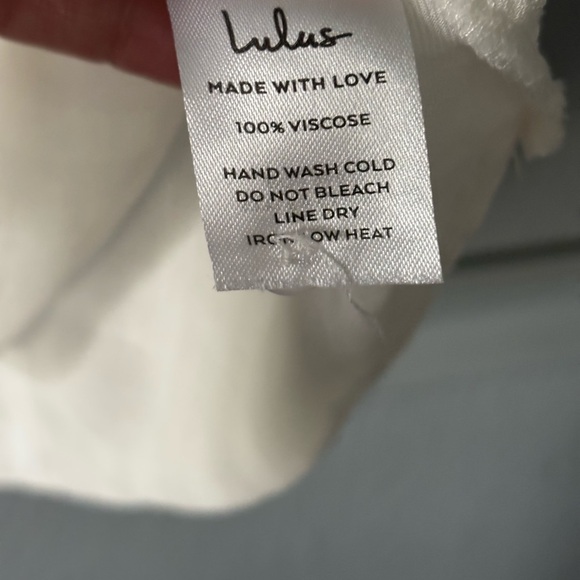 Lulus
MADE WITH LOVE
100% VISCOSE
HAND WASH COLD
DO NOT BLEACH
LINE DRY
HEAT